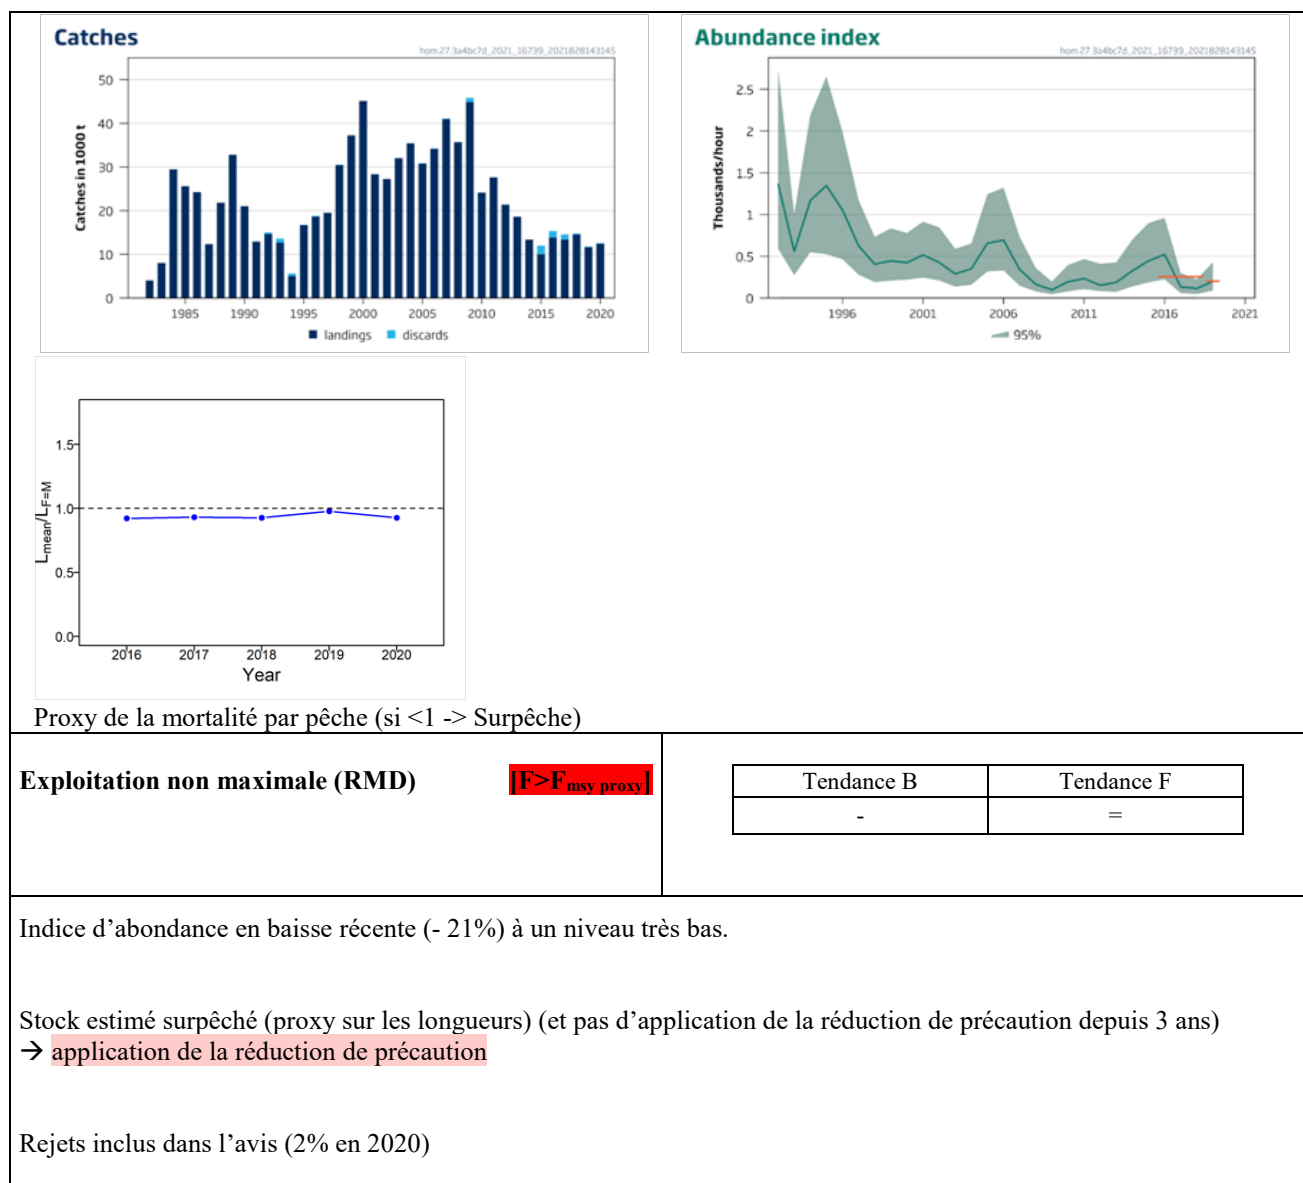 Catches
hom.27.3a4bc7d_2021_16739_2021828143145
Catches in 1000 t
50
40
30
20
10
0
1985 1990 1995 2000 2005 2010 2015 2020
landings discards
Abundance index
hom.27.3a4bc7d_2021_16739_2021828143145
Thousands/hour
2.5
2
1.5
1
0.5
0
1996 2001 2006 2011 2016 2021
95%
Lmean/LF=M
1.5
1.0
0.5
0.0
2016 2017 2018 2019 2020
Year
Proxy de la mortalité par pêche (si <1 -> Surpêche)
Exploitation non maximale (RMD) [F>Fmsy proxy]
Tendance B Tendance F
- =
Indice d’abondance en baisse récente (- 21%) à un niveau très bas.
Stock estimé surpêché (proxy sur les longueurs) (et pas d’application de la réduction de précaution depuis 3 ans)
→ application de la réduction de précaution
Rejets inclus dans l’avis (2% en 2020)